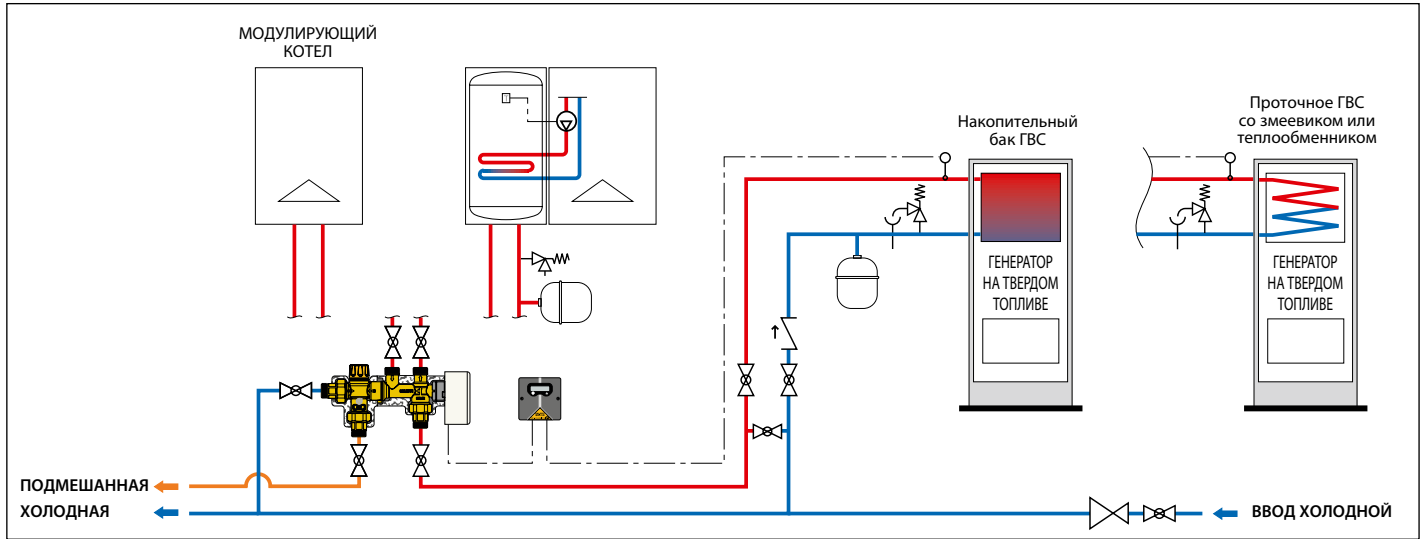 МОДУЛИРУЮЩИЙ
КОТЕЛ
Накопительный
бак ГВС
Проточное ГВС
со змеевиком или
теплообменником
ГЕНЕРАТОР
НА ТВЕРДОМ
ТОПЛИВЕ
ГЕНЕРАТОР
НА ТВЕРДОМ
ТОПЛИВЕ
ПОДМЕШАННАЯ
ХОЛОДНАЯ
ВВОД ХОЛОДНОЙ